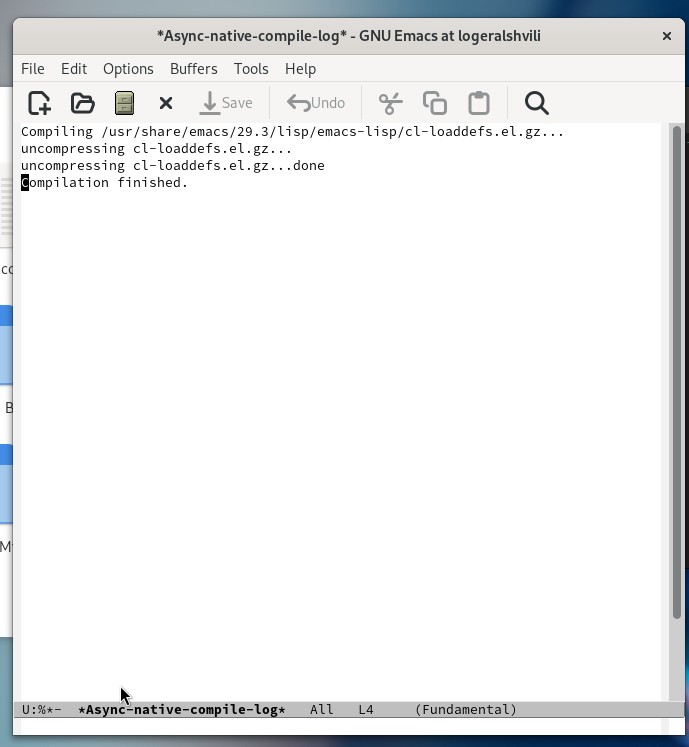 *Async-native-compile-log* - GNU Emacs at logeralshvili
File Edit Options Buffers Tools Help
Save Undo
Compiling /usr/share/emacs/29.3/lisp/emacs-lisp/cl-loaddefs.el.gz...
uncompressing cl-loaddefs.el.gz...
uncompressing cl-loaddefs.el.gz...done
Compilation finished.
U:%*- *Async-native-compile-log* All L4 (Fundamental)